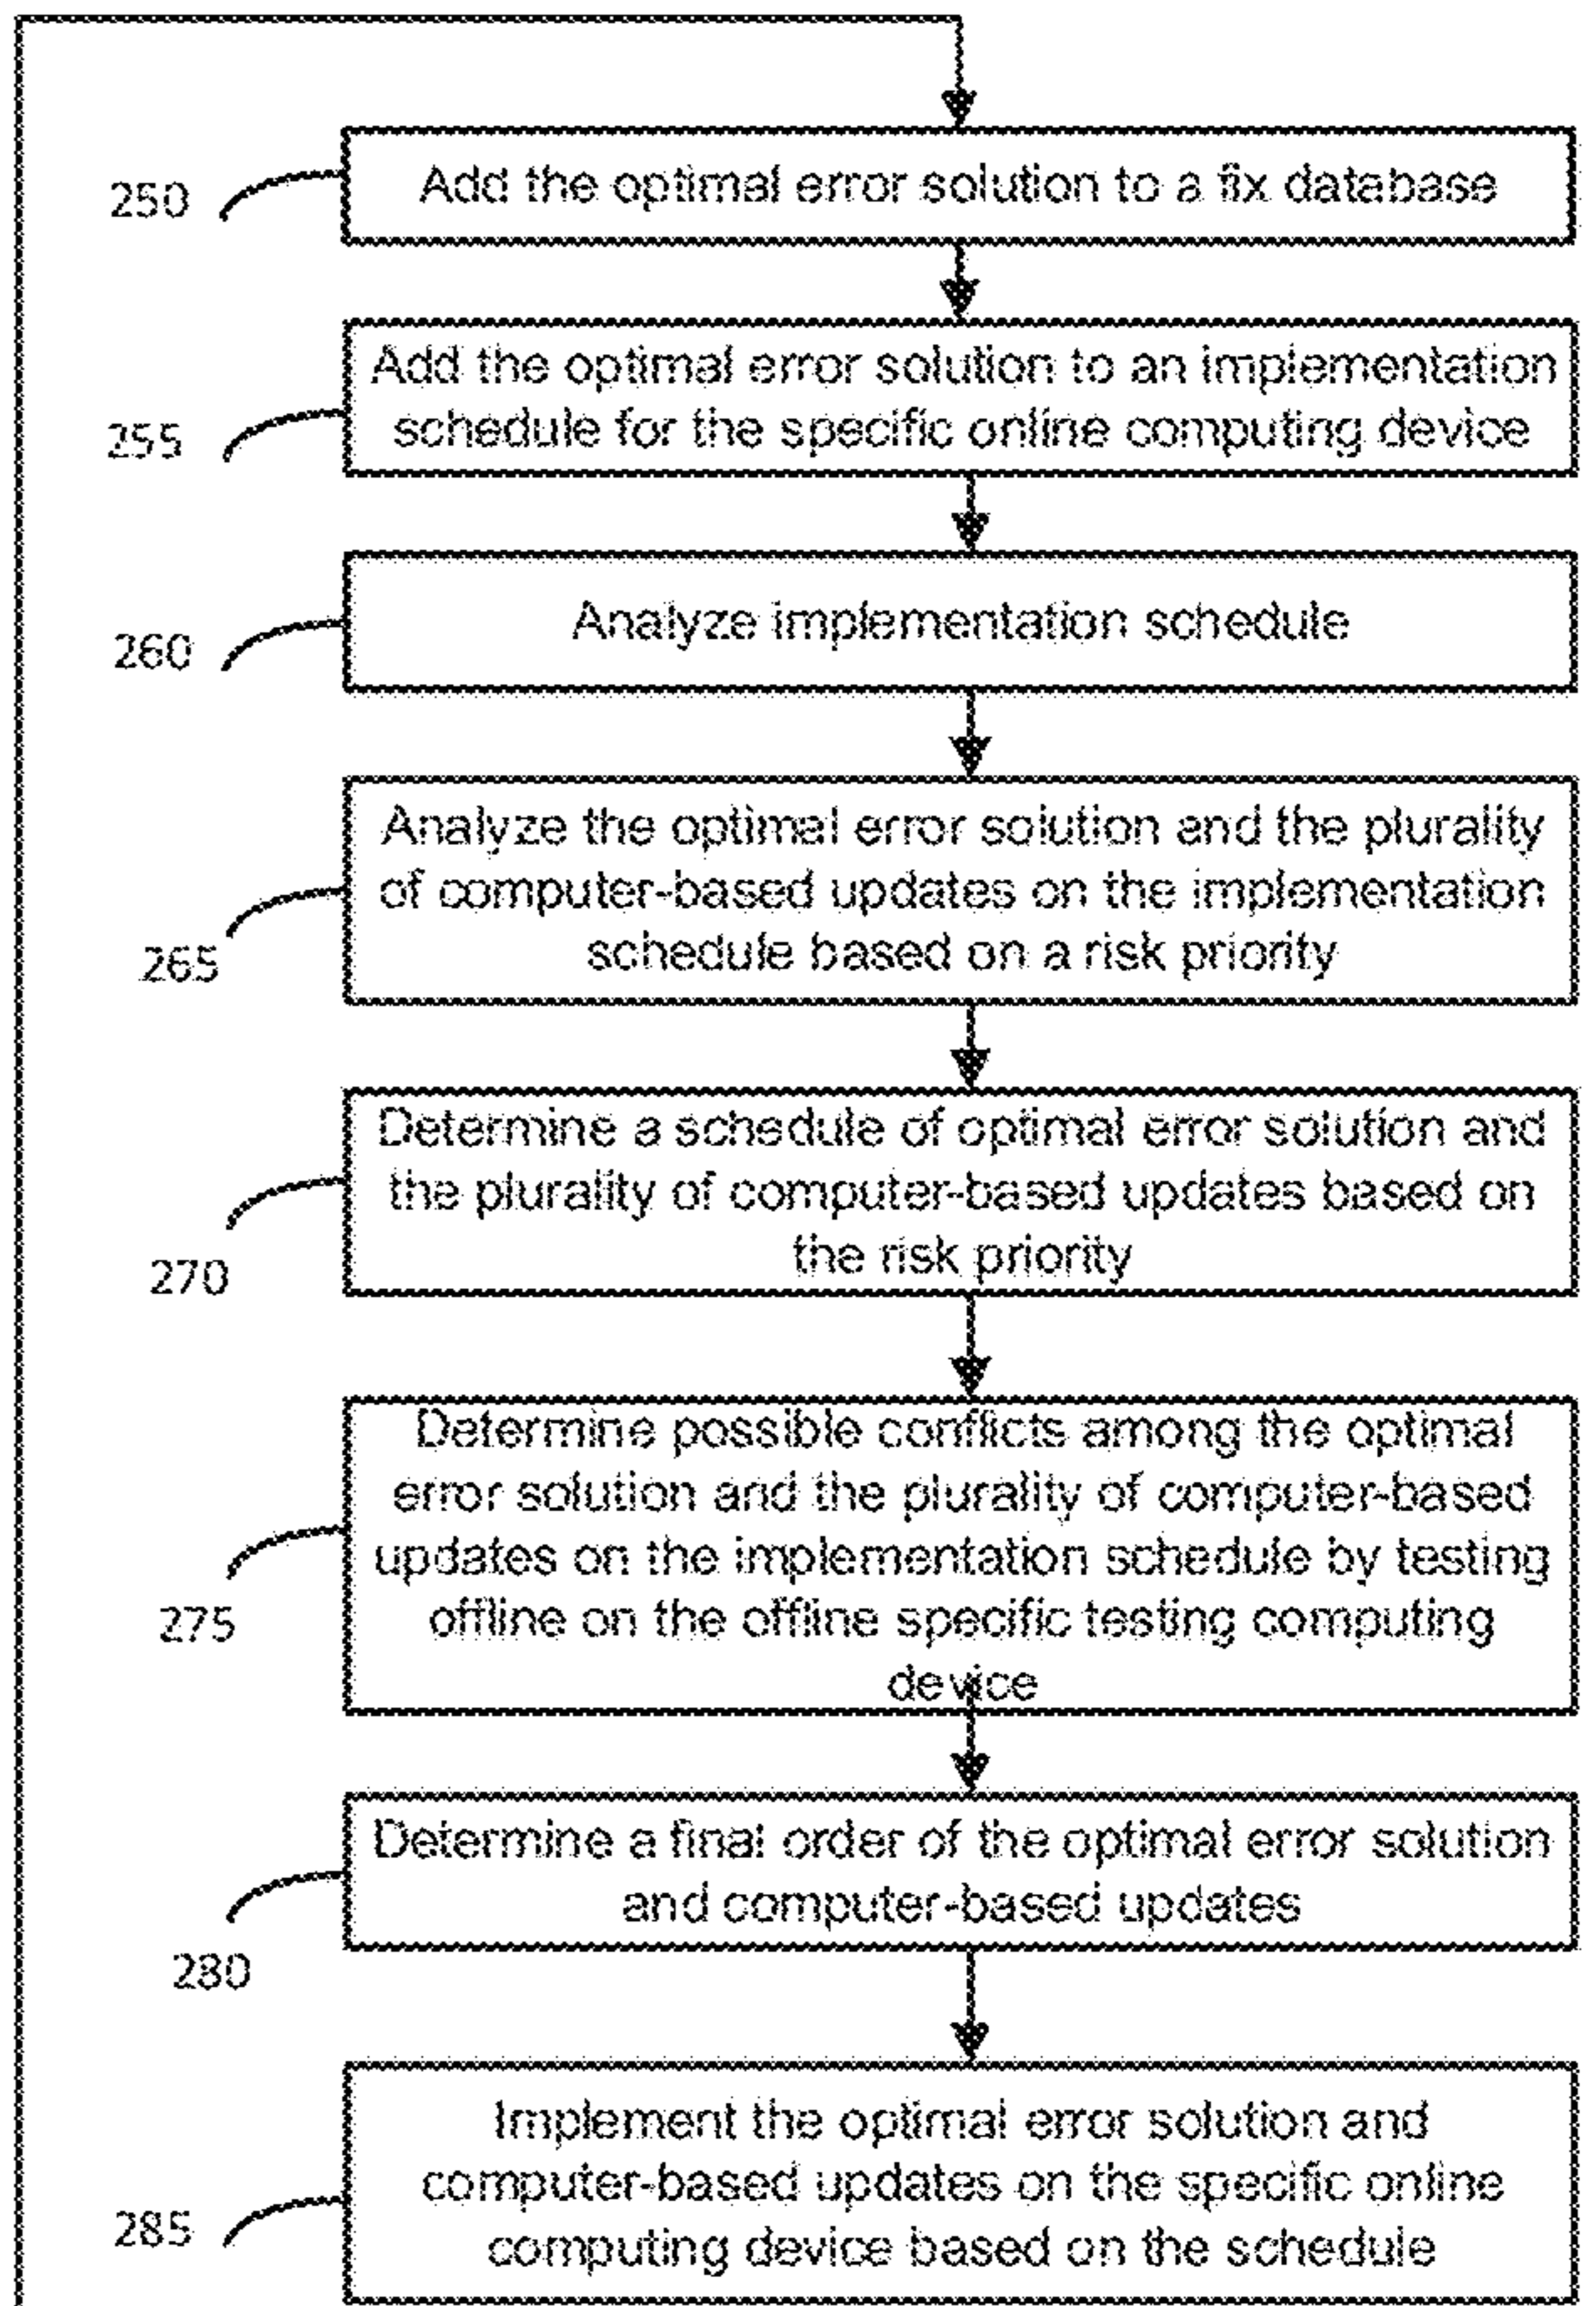 250
Add the optimal error solution to a fix database
255
Add the optimal error solution to an implementation
schedule for the specific online computing device
260
Analyze implementation schedule
265
Analyze the optimal error solution and the plurality
of computer-based updates on the implementation
schedule based on a risk priority
270
Determine a schedule of optimal error solution and
the plurality of computer-based updates based on
the risk priority
275
Determine possible conflicts among the optimal
error solution and the plurality of computer-based
updates on the implementation schedule by testing
offline on the offline specific testing computing
device
280
Determine a final order of the optimal error solution
and computer-based updates
285
Implement the optimal error solution and
computer-based updates on the specific online
computing device based on the schedule